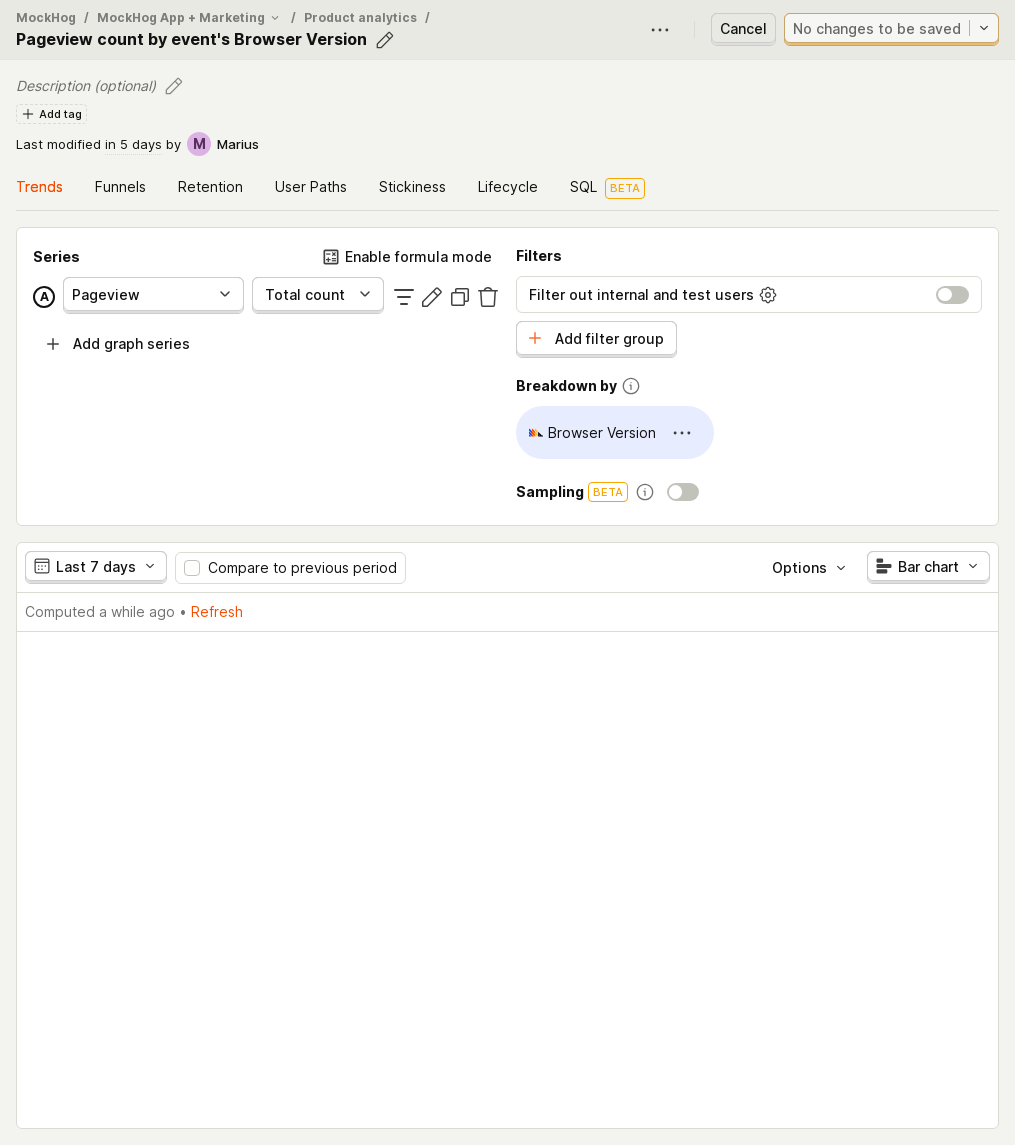 MockHog / MockHog App + Marketing / Product analytics /
Pageview count by event's Browser Version
Cancel
No changes to be saved
Description (optional)
Add tag
Last modified in 5 days by M Marius
Trends Funnels Retention User Paths Stickiness Lifecycle SQL BETA
Series
Enable formula mode
A Pageview Total count
Add graph series
Filters
Filter out internal and test users
Add filter group
Breakdown by
Browser Version
Sampling BETA
Last 7 days
Compare to previous period
Options
Bar chart
Computed a while ago • Refresh